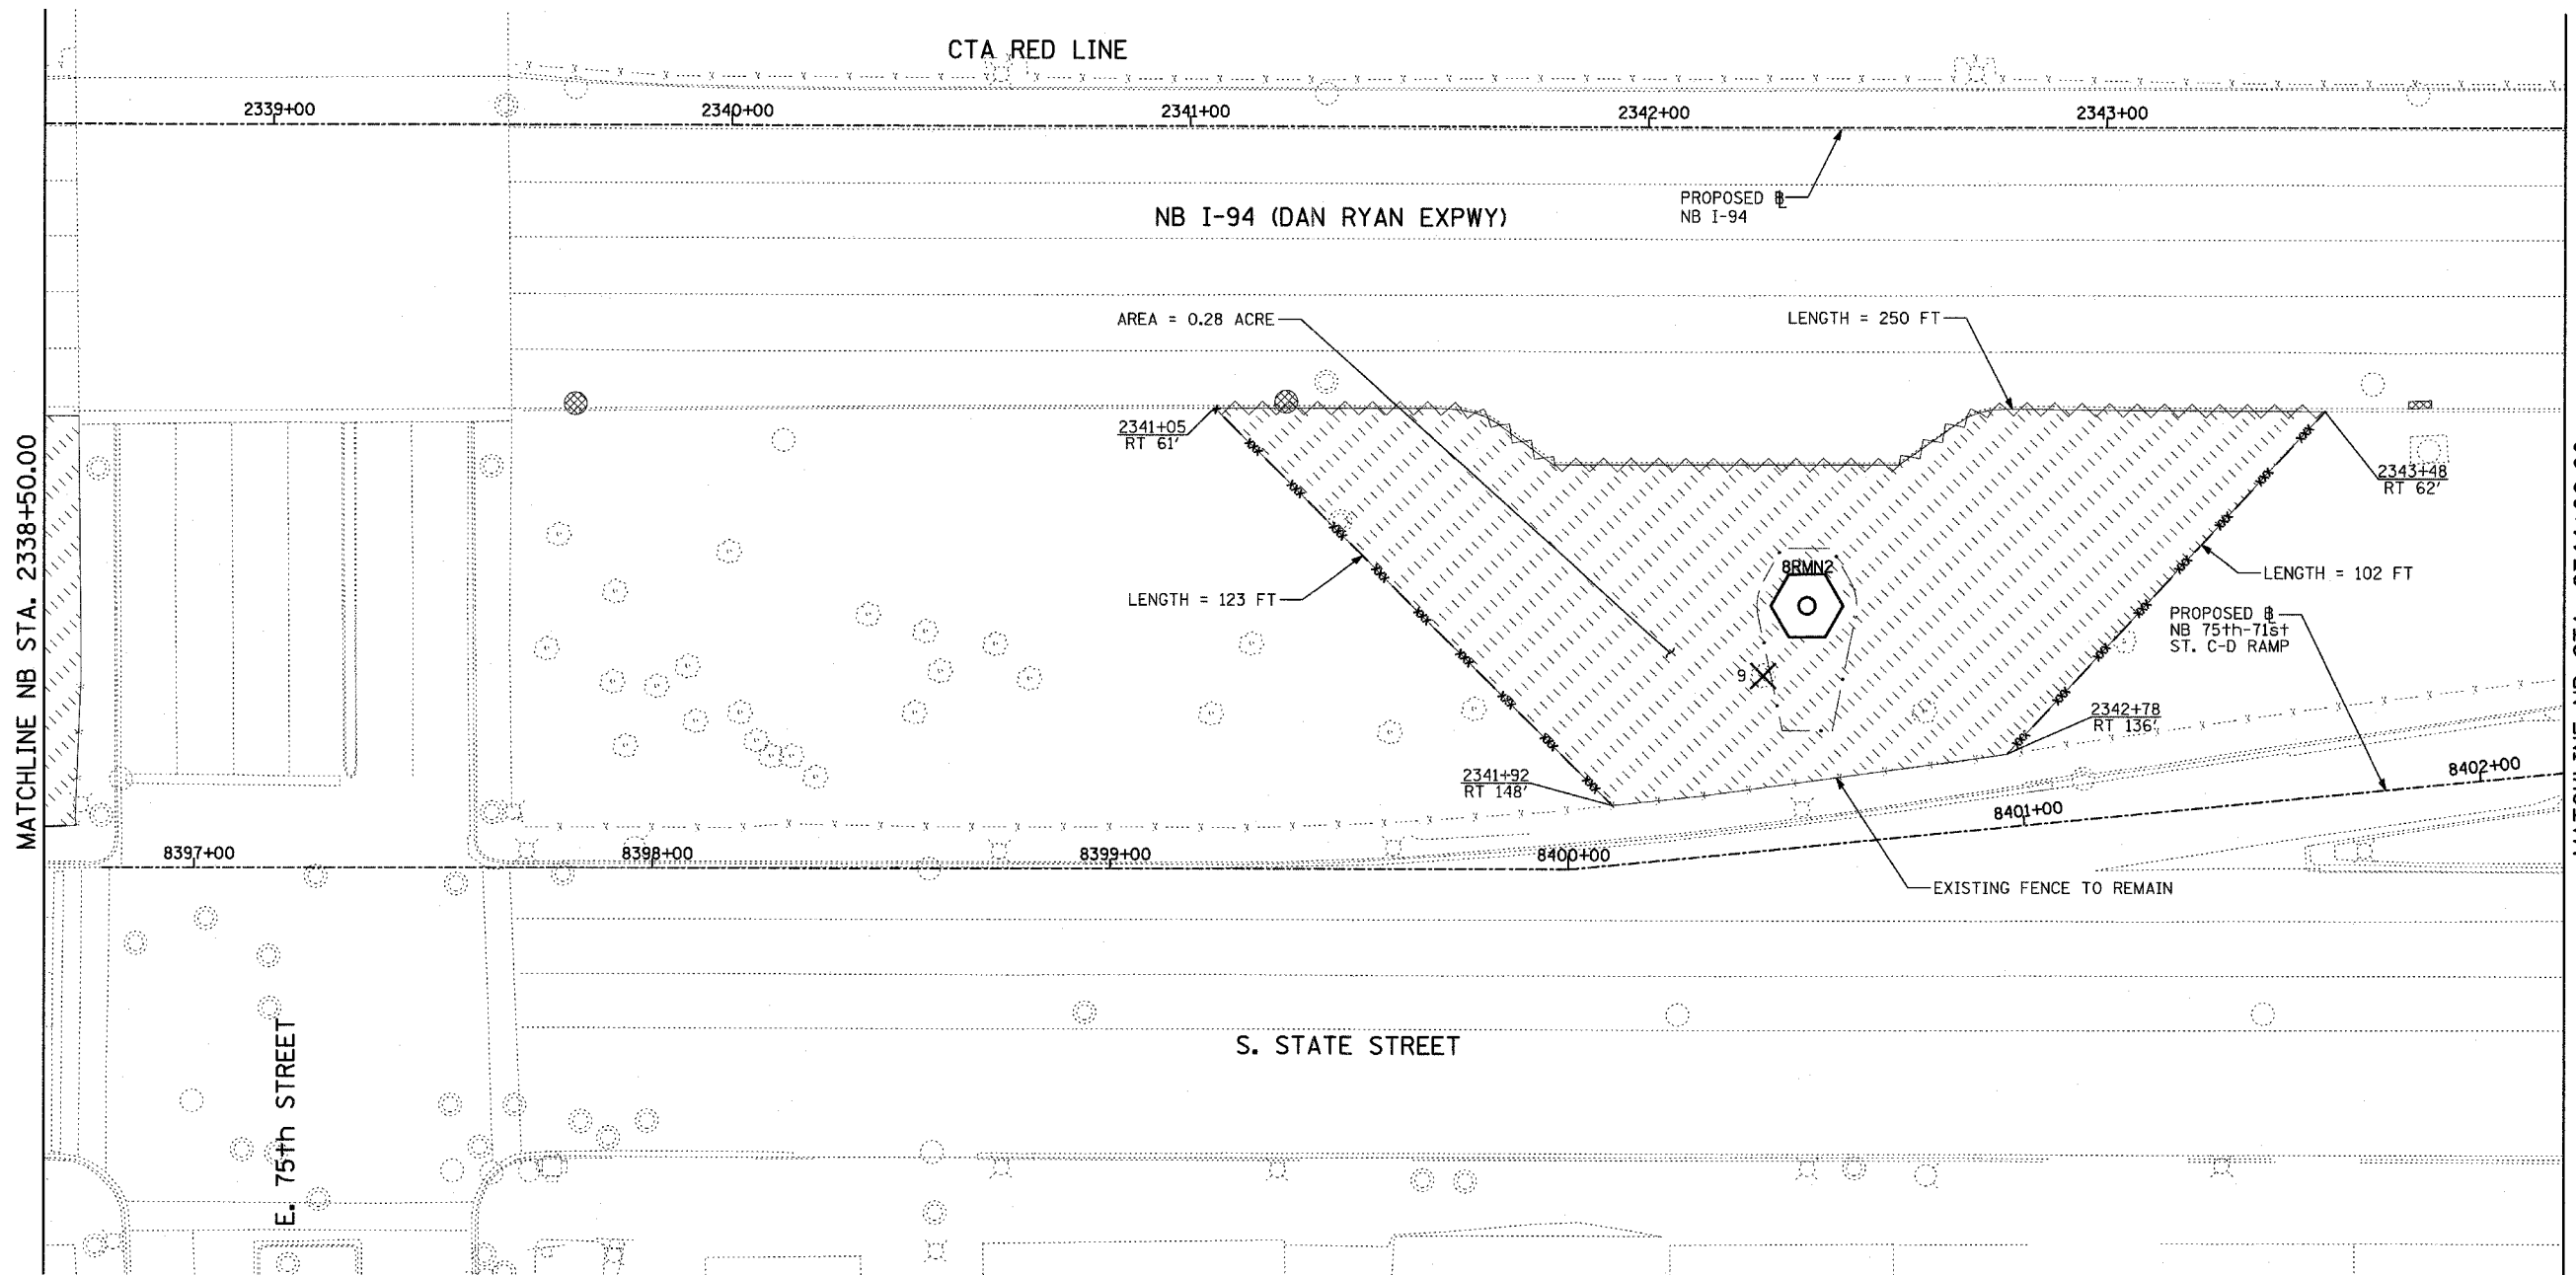 CTA RED LINE
2339+00
2340+00
2341+00
2342+00
2343+00
PROPOSED ℄
NB I-94
NB I-94 (DAN RYAN EXPWY)
AREA = 0.28 ACRE
LENGTH = 250 FT
2341+05
RT 61'
2343+48
RT 62'
MATCHLINE NB STA. 2338+50.00
8RMN2
LENGTH = 123 FT
LENGTH = 102 FT
PROPOSED ℄
NB 75th-71st
ST. C-D RAMP
9
2342+78
RT 136'
2341+92
RT 148'
8402+00
8401+00
8397+00
8398+00
8399+00
8400+00
EXISTING FENCE TO REMAIN
S. STATE STREET
E. 75th STREET